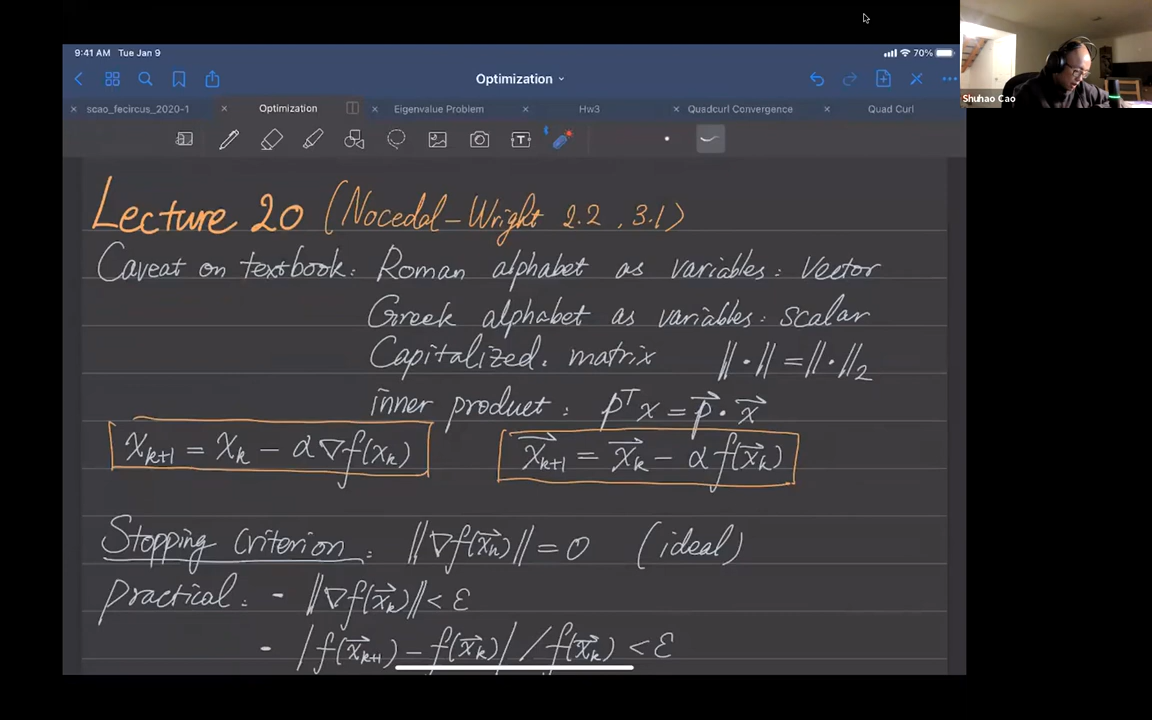 9:41 AM Tue Jan 9
70%
Optimization
scao_fecircus_2020-1
Optimization
Eigenvalue Problem
Hw3
Quadcurl Convergence
Quad Curl
Shuhao Cao
Lecture 20 (Nocedal-Wright 2.2, 3.1)
Caveat on textbook: Roman alphabet as variables: Vector
Greek alphabet as variables: scalar
Capitalized: matrix ‖·‖ = ‖·‖₂
inner product: pᵀx = p⃗ · x⃗
xₖ₊₁ = xₖ − α∇f(xₖ)
x⃗ₖ₊₁ = x⃗ₖ − αf(x⃗ₖ)
Stopping Criterion: ‖∇f(x⃗ₖ)‖ = 0 (ideal)
practical: - ‖∇f(x⃗ₖ)‖ < ε
- |f(x⃗ₖ₊₁) − f(x⃗ₖ)| / f(x⃗ₖ) < ε